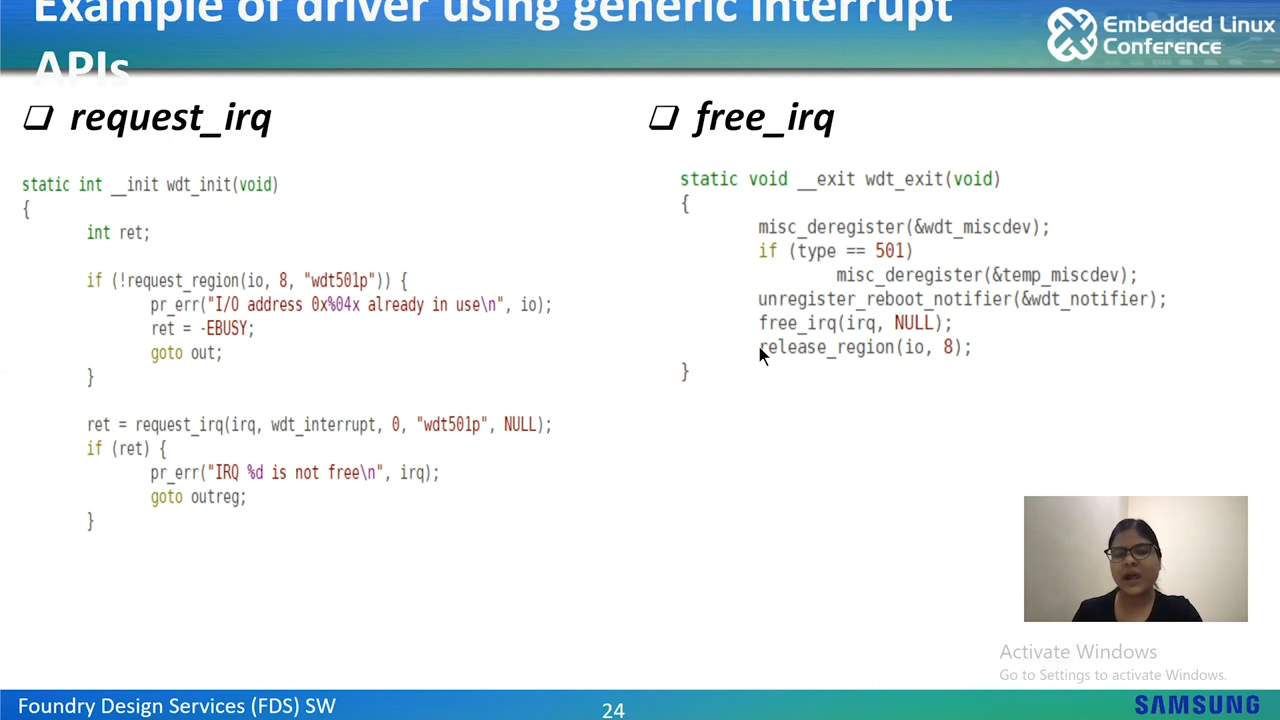 Example of driver using generic interrupt
APIs
Embedded Linux
Conference
❑ request_irq
static int __init wdt_init(void)
{
int ret;
if (!request_region(io, 8, "wdt501p")) {
pr_err("I/O address 0x%04x already in use\n", io);
ret = -EBUSY;
goto out;
}
ret = request_irq(irq, wdt_interrupt, 0, "wdt501p", NULL);
if (ret) {
pr_err("IRQ %d is not free\n", irq);
goto outreg;
}
❑ free_irq
static void __exit wdt_exit(void)
{
misc_deregister(&wdt_miscdev);
if (type == 501)
misc_deregister(&temp_miscdev);
unregister_reboot_notifier(&wdt_notifier);
free_irq(irq, NULL);
release_region(io, 8);
}
Activate Windows
Go to Settings to activate Windows.
Foundry Design Services (FDS) SW
24
SAMSUNG